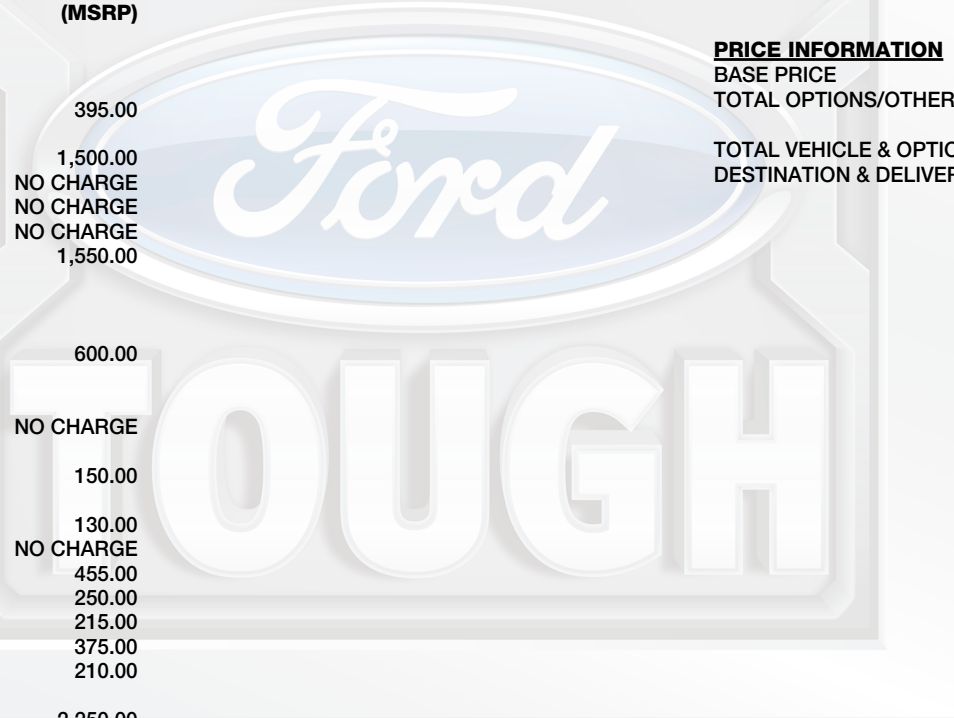 (MSRP)
395.00
1,500.00
NO CHARGE
NO CHARGE
NO CHARGE
1,550.00
600.00
NO CHARGE
150.00
130.00
NO CHARGE
455.00
250.00
215.00
375.00
210.00
PRICE INFORMATION
BASE PRICE
TOTAL OPTIONS/OTHER
TOTAL VEHICLE &
DESTINATION &
Ford
TOUGH